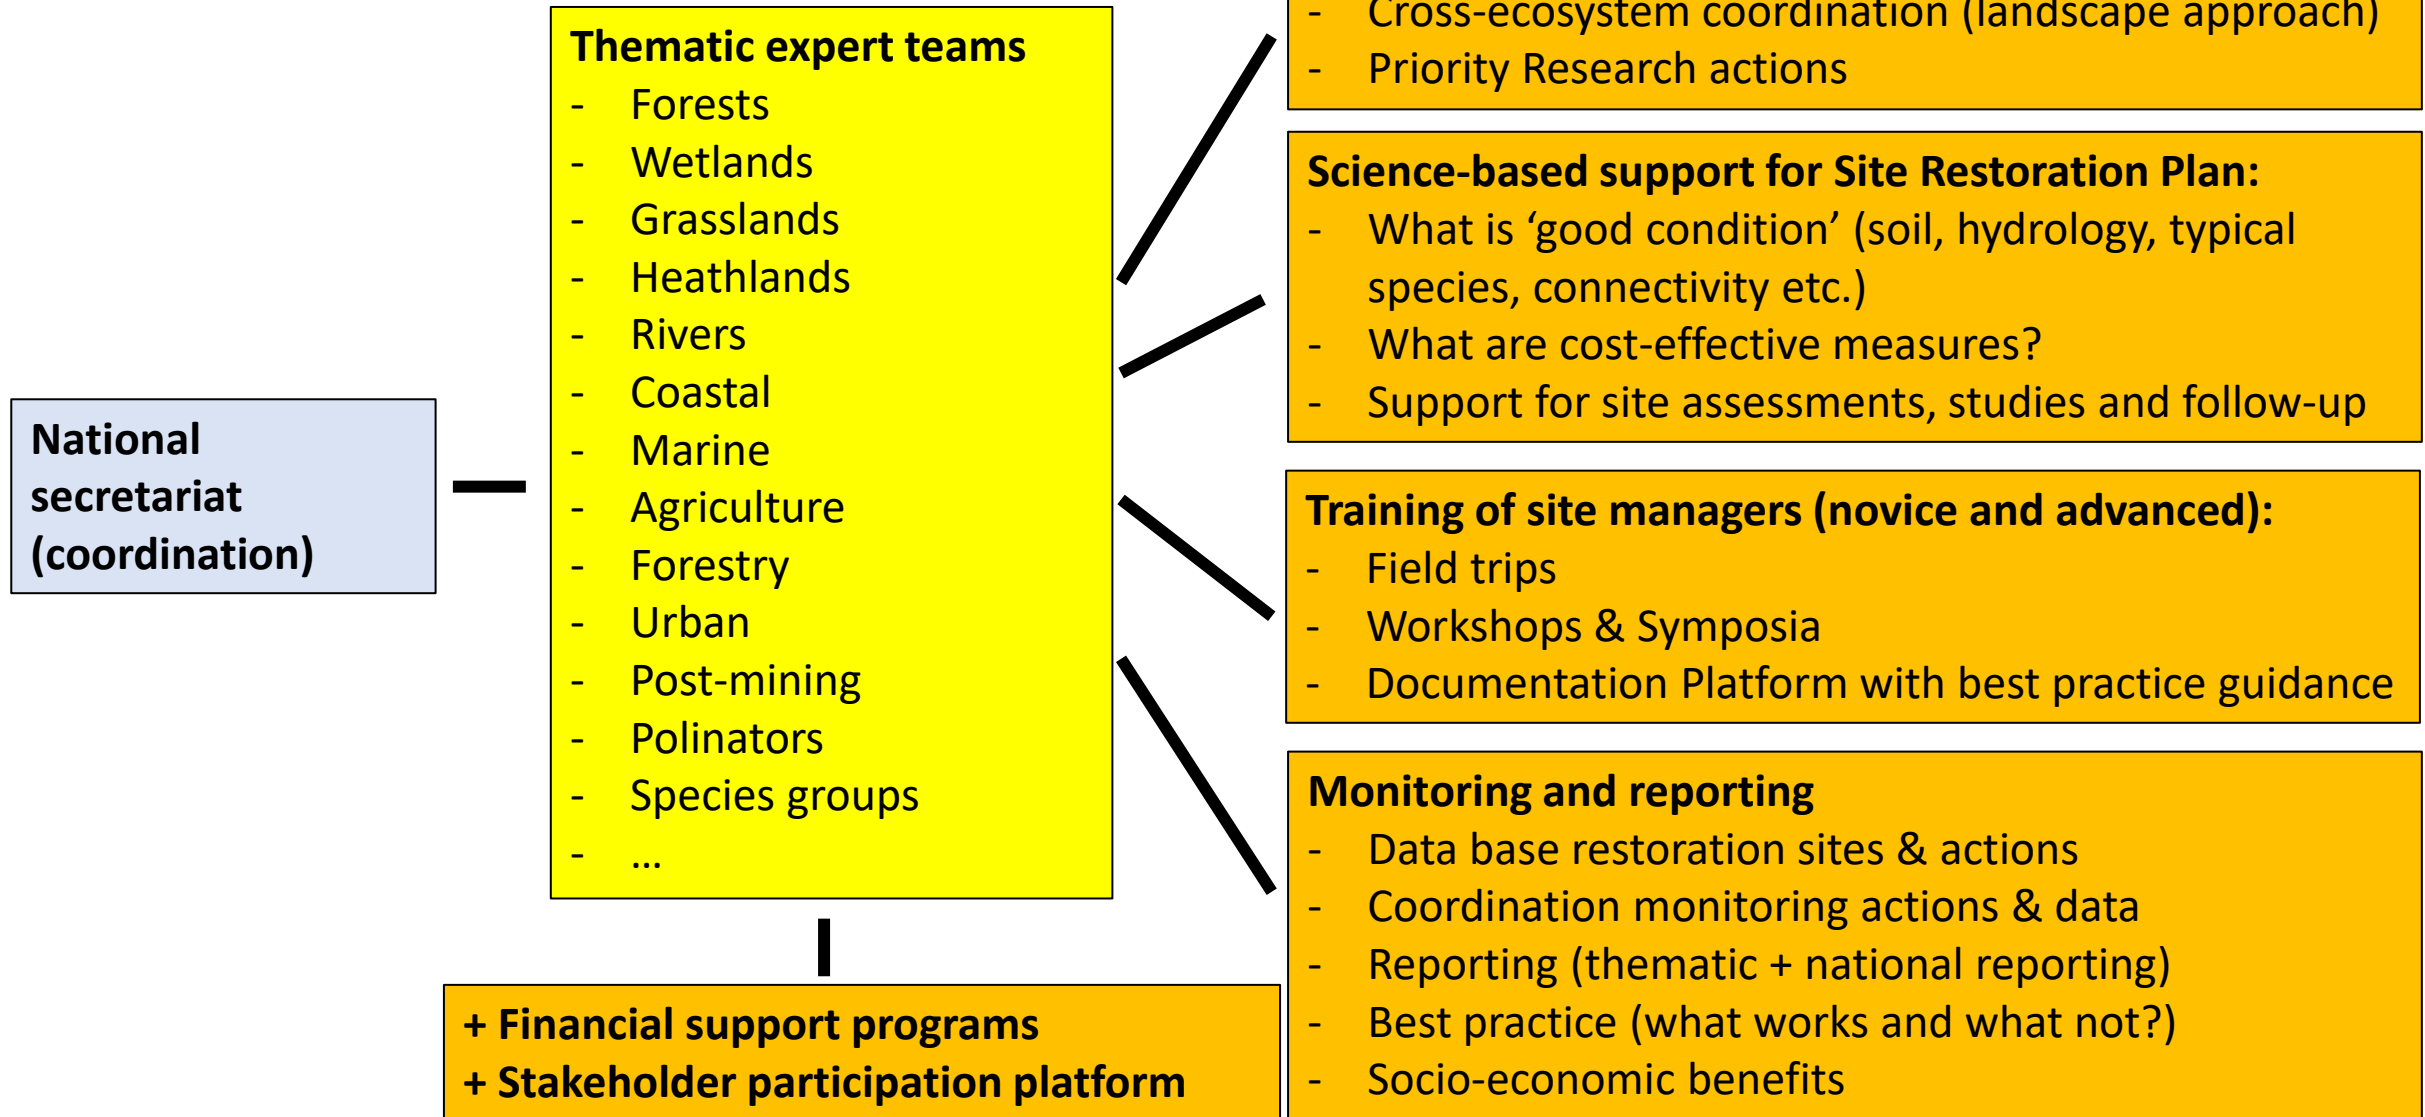 National
secretariat
(coordination)
Thematic expert teams
- Forests
- Wetlands
- Grasslands
- Heathlands
- Rivers
- Coastal
- Marine
- Agriculture
- Forestry
- Urban
- Post-mining
- Polinators
- Species groups
- ...
+ Financial support programs
+ Stakeholder participation platform
- Cross-ecosystem coordination (landscape approach)
- Priority Research actions
Science-based support for Site Restoration Plan:
- What is ‘good condition’ (soil, hydrology, typical
species, connectivity etc.)
- What are cost-effective measures?
- Support for site assessments, studies and follow-up
Training of site managers (novice and advanced):
- Field trips
- Workshops & Symposia
- Documentation Platform with best practice guidance
Monitoring and reporting
- Data base restoration sites & actions
- Coordination monitoring actions & data
- Reporting (thematic + national reporting)
- Best practice (what works and what not?)
- Socio-economic benefits